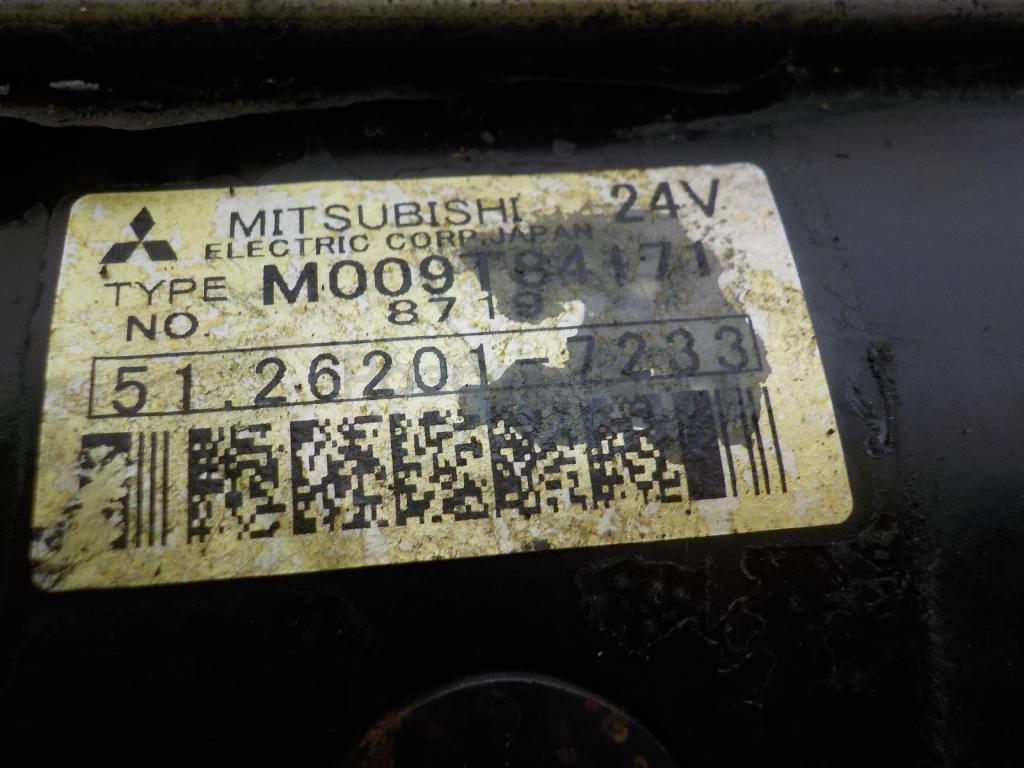 MITSUBISHI 24V
ELECTRIC CORP.JAPAN
TYPE M009T84171
NO 8719
51.26201-7233